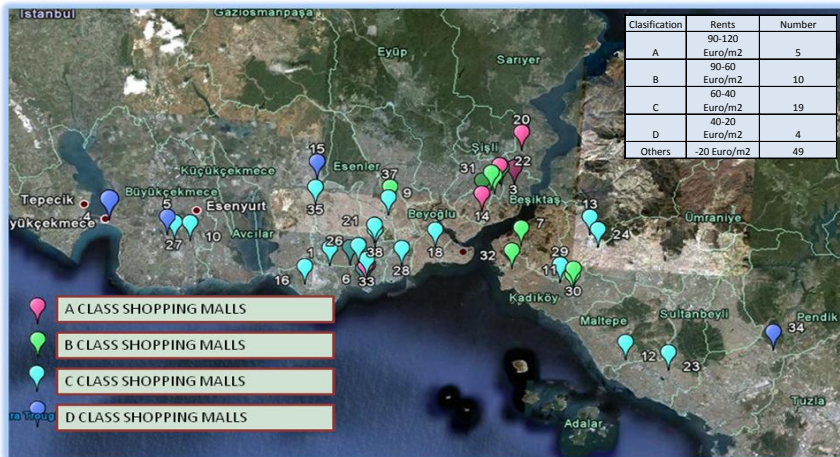 Istanbul
Gaziosmanpaşa
Eyüp
Sarıyer
Clasification Rents Number
A 90-120 Euro/m2 5
B 90-60 Euro/m2 10
C 60-40 Euro/m2 19
D 40-20 Euro/m2 4
Others -20 Euro/m2 49
20
Şişli
15
Esenler
31
22
Küçükçekmece
37
3
Tepecik
Büyükçekmece
35
9
Beşiktaş
4
5
Esenyurt
Beyoğlu
14
13
Ümraniye
yükçekmece
21
7
27
10
Avcılar
1
26
38
18
24
16
6
33
28
32
29
11
30
Kadıköy
A CLASS SHOPPING MALLS
B CLASS SHOPPING MALLS
C CLASS SHOPPING MALLS
D CLASS SHOPPING MALLS
Maltepe
Sultanbeyli
Pendik
34
12
23
Tuzla
ra Troug
Adalar